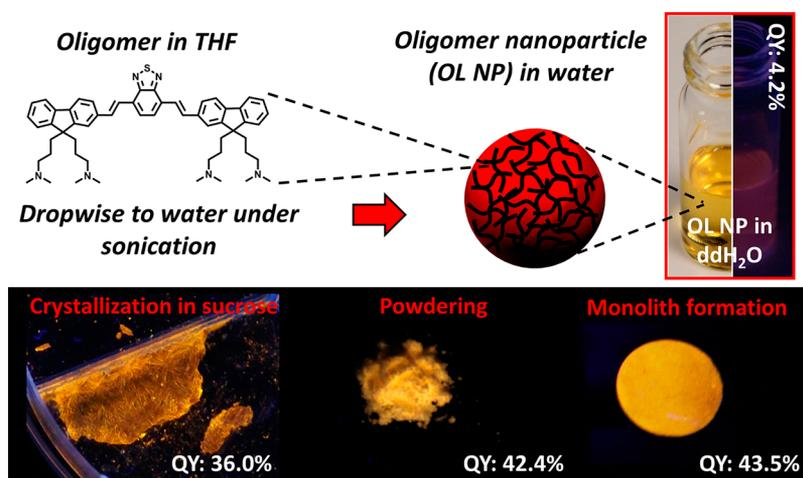 Oligomer in THF
N
S
N
N
N
N
N
Dropwise to water under
sonication
Oligomer nanoparticle
(OL NP) in water
QY: 4.2%
OL NP in
ddH₂O
Crystallization in sucrose
QY: 36.0%
Powdering
QY: 42.4%
Monolith formation
QY: 43.5%